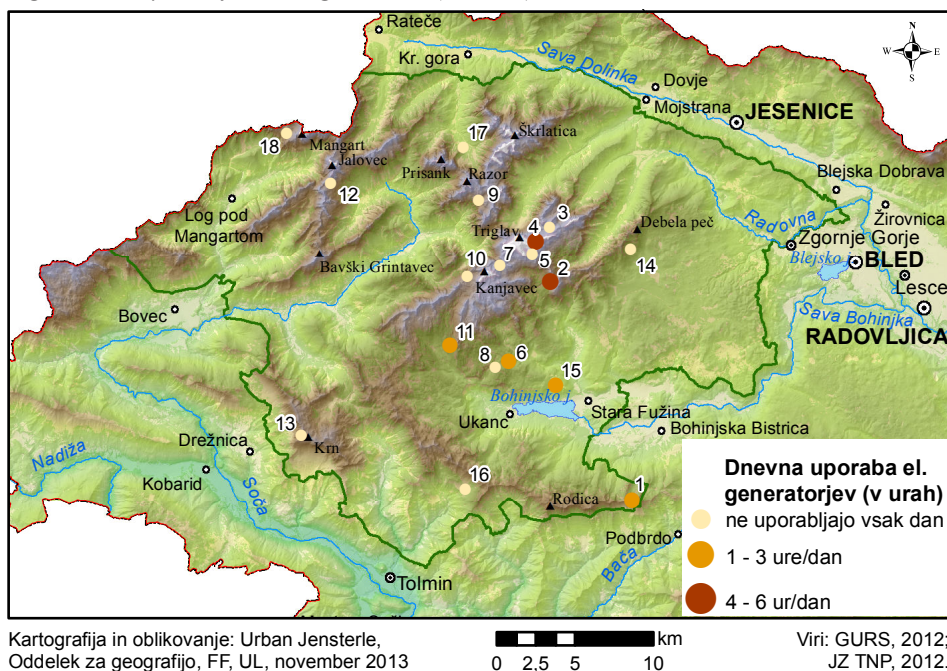 Rateče
Kr. gora
Sava Dolinka
Dovje
Mojstrana
JESENICE
N
W
E
S
18
Mangart
Jalovec
12
17
Škrlatica
Prisank
Razor
9
Blejska Dobrava
Radovna
Žirovnica
Zgornje Gorje
Blejsko j.
BLED
Lesce
RADOVLJICA
Sava Bohinjka
Log pod
Mangartom
Bavški Grintavec
Triglav
4
3
5
7
10
Kanjavec
2
Debela peč
14
Bovec
11
8
6
15
Bohinjsko j.
Ukanc
Stara Fužina
Bohinjska Bistrica
13
Krn
Drežnica
Nadiža
Kobarid
Soča
16
Rodica
1
Podbrdo
Bača
Tolmin
Dnevna uporaba el.
generatorjev (v urah)
ne uporabljajo vsak dan
1 - 3 ure/dan
4 - 6 ur/dan
Kartografija in oblikovanje: Urban Jensterle,
Oddelek za geografijo, FF, UL, november 2013
km
0 2.5 5 10
Viri: GURS, 2012;
JZ TNP, 2012.